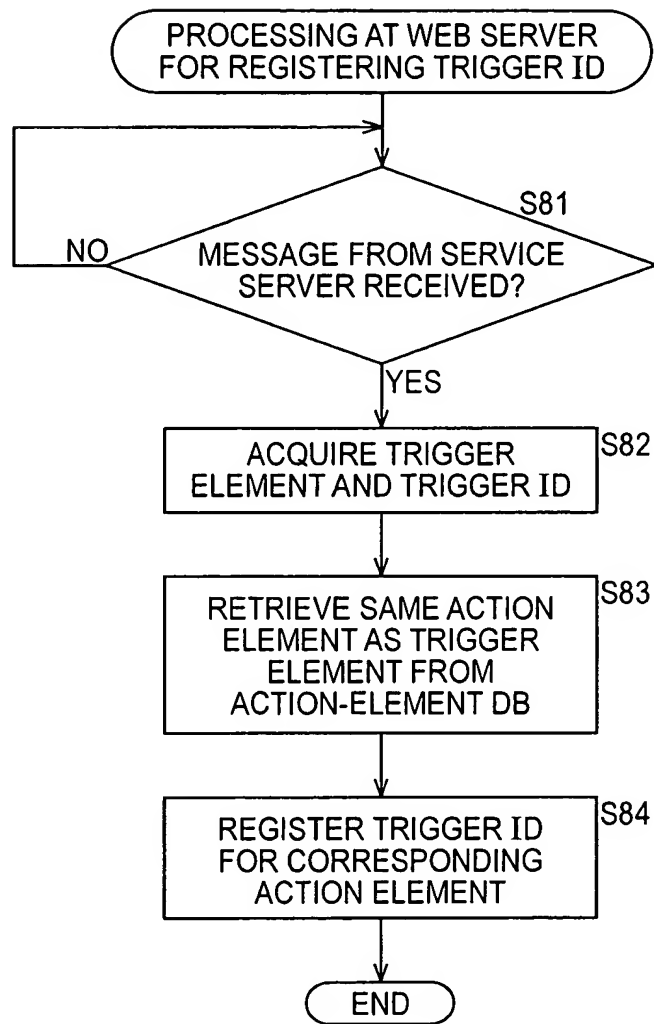 PROCESSING AT WEB SERVER
FOR REGISTERING TRIGGER ID
S81
NO
MESSAGE FROM SERVICE
SERVER RECEIVED?
YES
S82
ACQUIRE TRIGGER
ELEMENT AND TRIGGER ID
S83
RETRIEVE SAME ACTION
ELEMENT AS TRIGGER
ELEMENT FROM
ACTION-ELEMENT DB
S84
REGISTER TRIGGER ID
FOR CORRESPONDING
ACTION ELEMENT
END